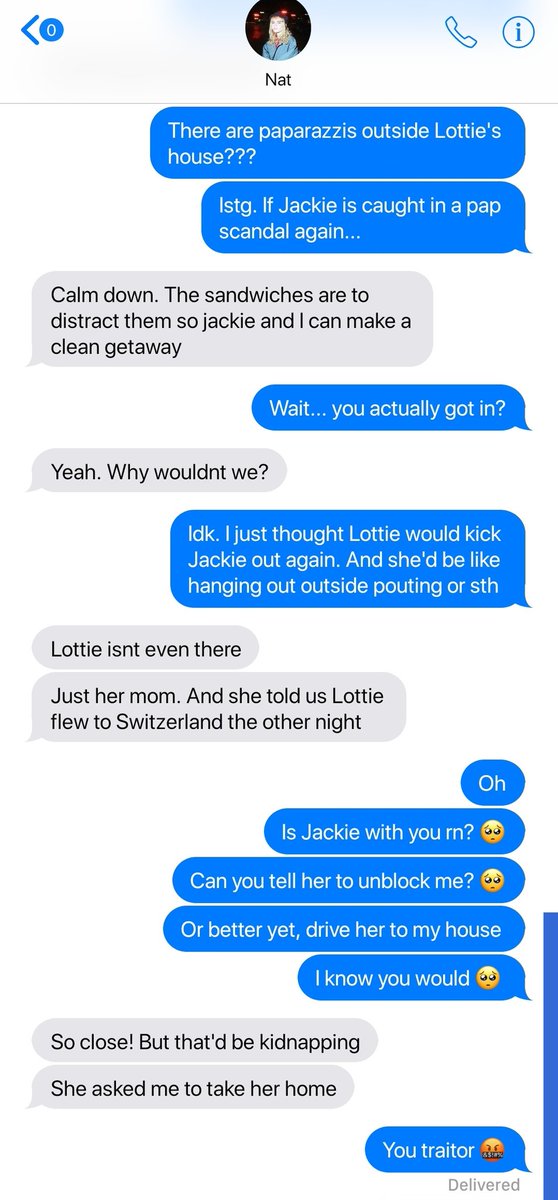 0
Nat
There are paparazzis outside Lottie's
house???
Istg. If Jackie is caught in a pap
scandal again...
Calm down. The sandwiches are to
distract them so jackie and I can make a
clean getaway
Wait... you actually got in?
Yeah. Why wouldnt we?
Idk. I just thought Lottie would kick
Jackie out again. And she'd be like
hanging out outside pouting or sth
Lottie isnt even there
Just her mom. And she told us Lottie
flew to Switzerland the other night
Oh
Is Jackie with you rn? 🥺
Can you tell her to unblock me? 🥺
Or better yet, drive her to my house
I know you would 🥺
So close! But that'd be kidnapping
She asked me to take her home
You traitor 🤬
Delivered